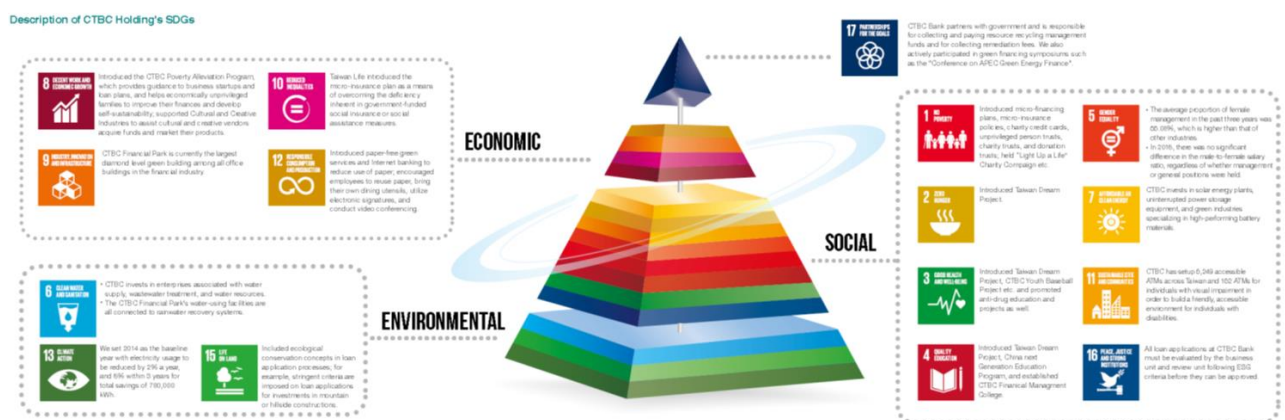 Description of CTBC Holding's SDGs
8 DECENT WORK AND
ECONOMIC GROWTH
Introduced the CTBC Poverty Alleviation Program,
which provides guidance to business startups and
loan plans, and helps economically unprivileged
families to improve their finances and develop
self-sustainability; supported Cultural and Creative
Industries to assist cultural and creative vendors
acquire funds and market their products.
10 REDUCED
INEQUALITIES
Taiwan Life introduced the
micro-insurance plan as a means
of overcoming the deficiency
inherent in government-funded
social insurance or social
assistance measures.
9 INDUSTRY, INNOVATION
AND INFRASTRUCTURE
CTBC Financial Park is currently the largest
diamond level green building among all office
buildings in the financial industry.
12 RESPONSIBLE
CONSUMPTION
AND PRODUCTION
Introduced paper-free green
services and Internet banking to
reduce use of paper, encouraged
employees to reuse paper, bring
their own dining utensils, utilize
electronic signatures, and
conduct video conferencing.
ECONOMIC
17 PARTNERSHIPS
FOR THE GOALS
CTBC Bank partners with government and is responsible
for collecting and paying resource recycling management
funds and for collecting remediation fees. We also
actively participated in green financing symposiums such
as the "Conference on APEC Green Energy Finance".
6 CLEAN WATER
AND SANITATION
• CTBC invests in enterprises associated with water
supply, wastewater treatment, and water resources.
• The CTBC Financial Park's water-using facilities are
all connected to rainwater recovery systems.
13 CLIMATE
ACTION
We set 2014 as the baseline
year with electricity usage to
be reduced by 2% a year,
and 6% within 3 years for
total savings of 780,000
kWh.
15 LIFE
ON LAND
Included ecological
conservation concepts in loan
application processes; for
example, stringent criteria are
imposed on loan applications
for investments in mountain
or hillside constructions.
ENVIRONMENTAL
SOCIAL
1 NO
POVERTY
Introduced micro-financing
plans, micro-insurance
policies, charity credit cards,
unprivileged person trusts,
charity trusts, and donation
trusts; held "Light Up a Life"
Charity Campaign etc.
5 GENDER
EQUALITY
• The average proportion of female
management in the past three years was
which is higher than that of
other industries.
• In 2016, there was no significant
difference in the male-to-female salary
ratio, regardless of whether management
or general positions were held.
2 ZERO
HUNGER
Introduced Taiwan Dream
Project.
7 AFFORDABLE AND
CLEAN ENERGY
CTBC invests in solar energy plants,
uninterrupted power storage
equipment, and green industries
specializing in high-performing battery
materials.
3 GOOD HEALTH
AND WELL-BEING
Introduced Taiwan Dream
Project, CTBC Youth Baseball
Project etc. and promoted
anti-drug education and
projects as well.
11 SUSTAINABLE CITIES
AND COMMUNITIES
CTBC has setup 5,249 accessible
ATMs across Taiwan and 162 ATMs for
individuals with visual impairment in
order to build a friendly, accessible
environment for individuals with
disabilities.
4 QUALITY
EDUCATION
Introduced Taiwan Dream
Project, China next
Generation Education
Program, and established
CTBC Financial Managment
College.
16 PEACE, JUSTICE
AND STRONG
INSTITUTIONS
All loan applications at CTBC Bank
must be evaluated by the business
unit and review unit following ESG
criteria before they can be approved.